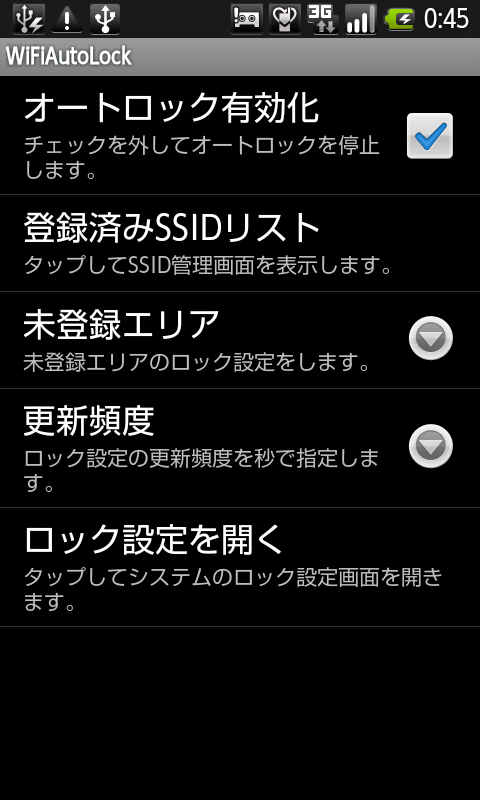 3G 0:45
WiFiAutoLock
オートロック有効化
チェックを外してオートロックを停止
します。
登録済みSSIDリスト
タップしてSSID管理画面を表示します。
未登録エリア
未登録エリアのロック設定をします。
更新頻度
ロック設定の更新頻度を秒で指定しま
す。
ロック設定を開く
タップしてシステムのロック設定画面を開き
ます。